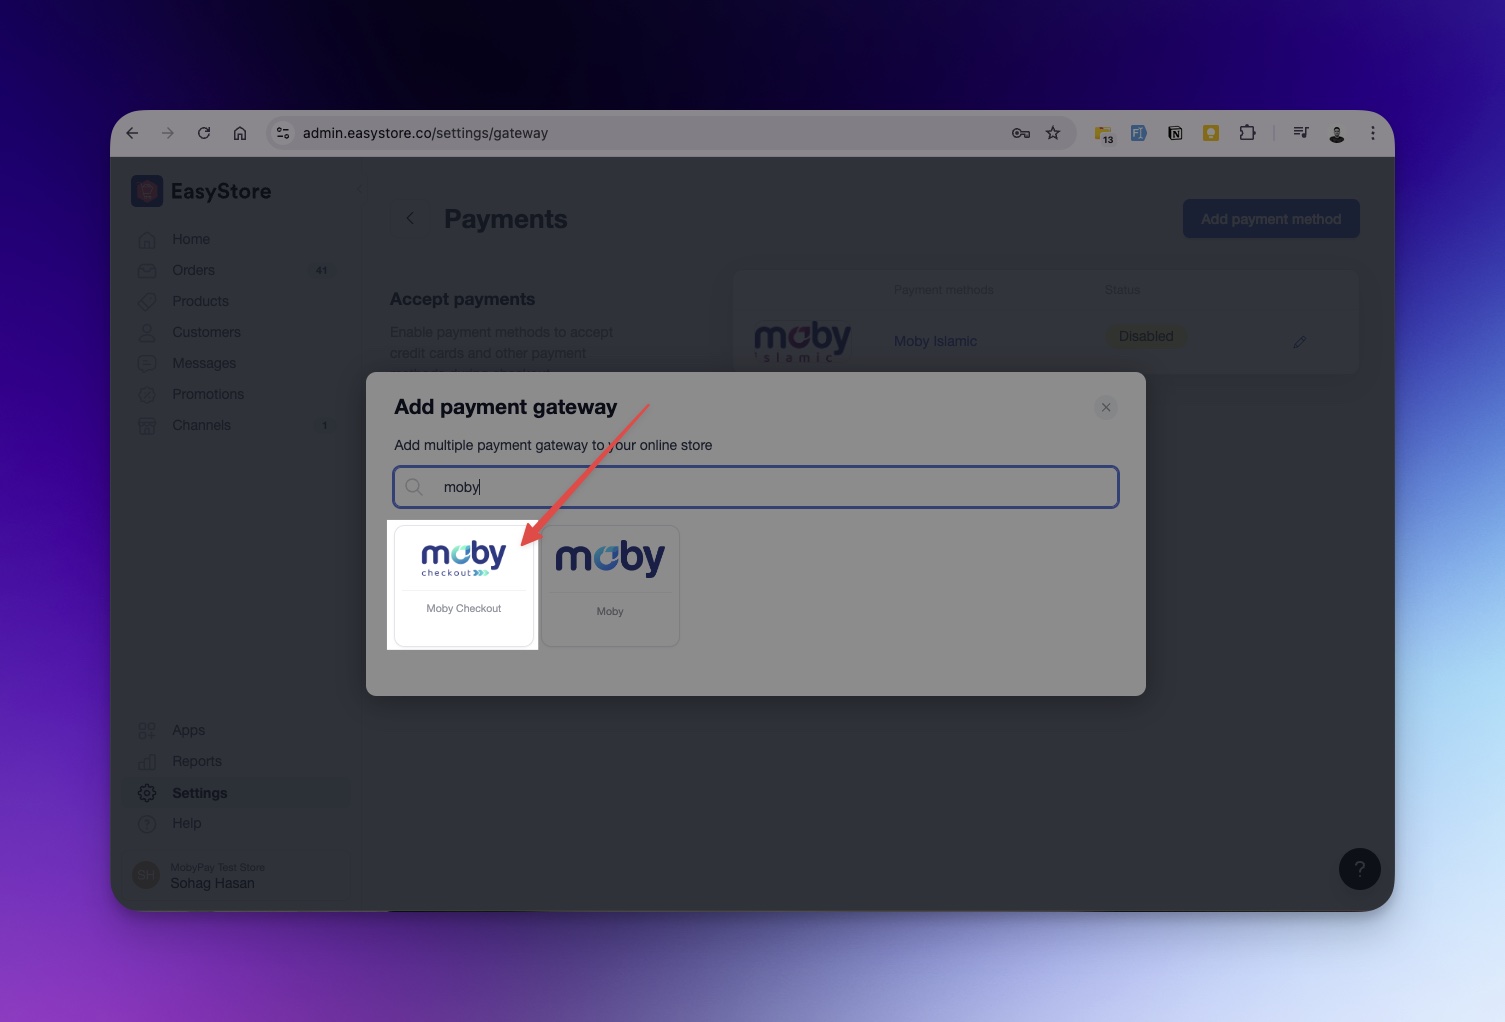 admin.easystore.co/settings/gateway
13
EasyStore
Home
Orders 41
Products
Customers
Messages
Promotions
Channels 1
Apps
Reports
Settings
Help
SH
MobyPay Test Store
Sohag Hasan
Payments
Add payment method
Accept payments
Enable payment methods to accept
credit cards and other payment
Payment methods Status
moby
islamic
Moby Islamic
Disabled
Add payment gateway
Add multiple payment gateway to your online store
moby
moby
checkout
Moby Checkout
moby
Moby
?